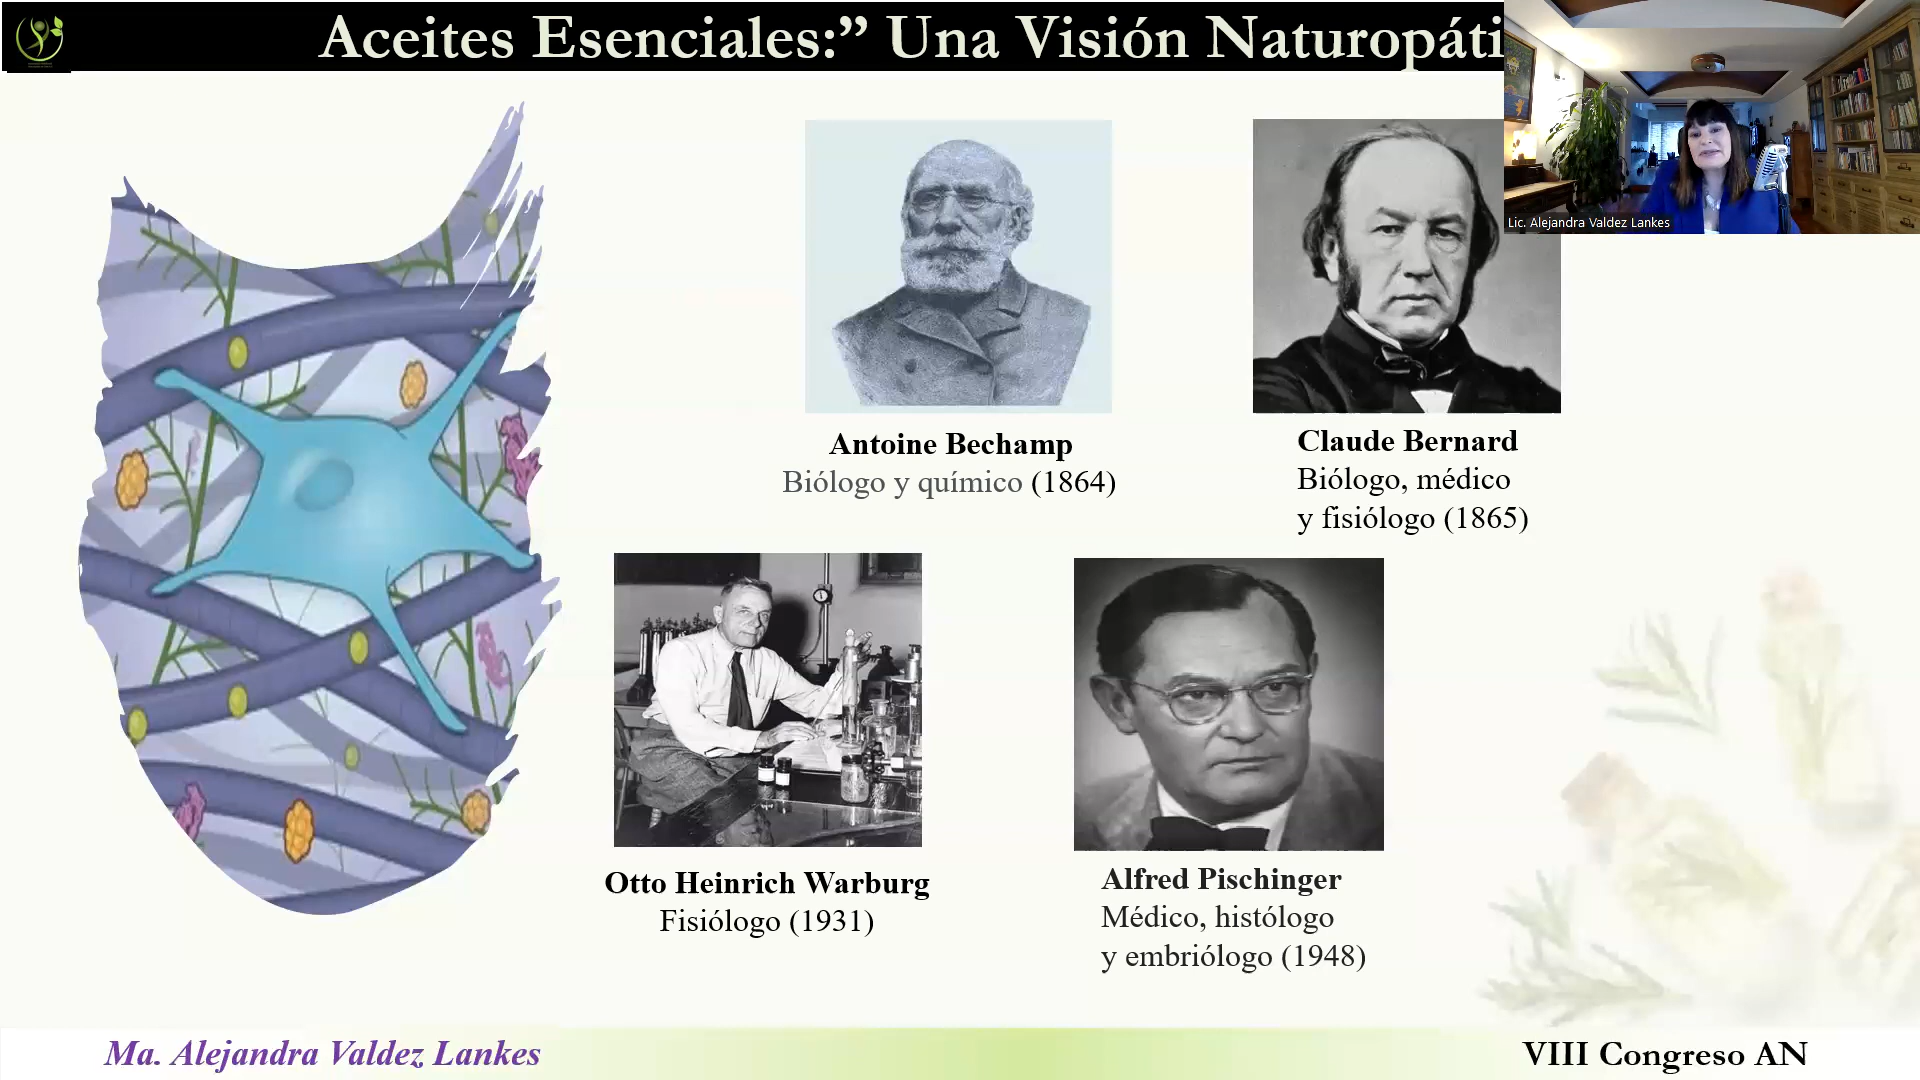 Aceites Esenciales:” Una Visión Naturopáti
Lic. Alejandra Valdez Lankes
Antoine Bechamp
Biólogo y químico (1864)
Claude Bernard
Biólogo, médico
y fisiólogo (1865)
Otto Heinrich Warburg
Fisiólogo (1931)
Alfred Pischinger
Médico, histólogo
y embriólogo (1948)
Ma. Alejandra Valdez Lankes
VIII Congreso AN